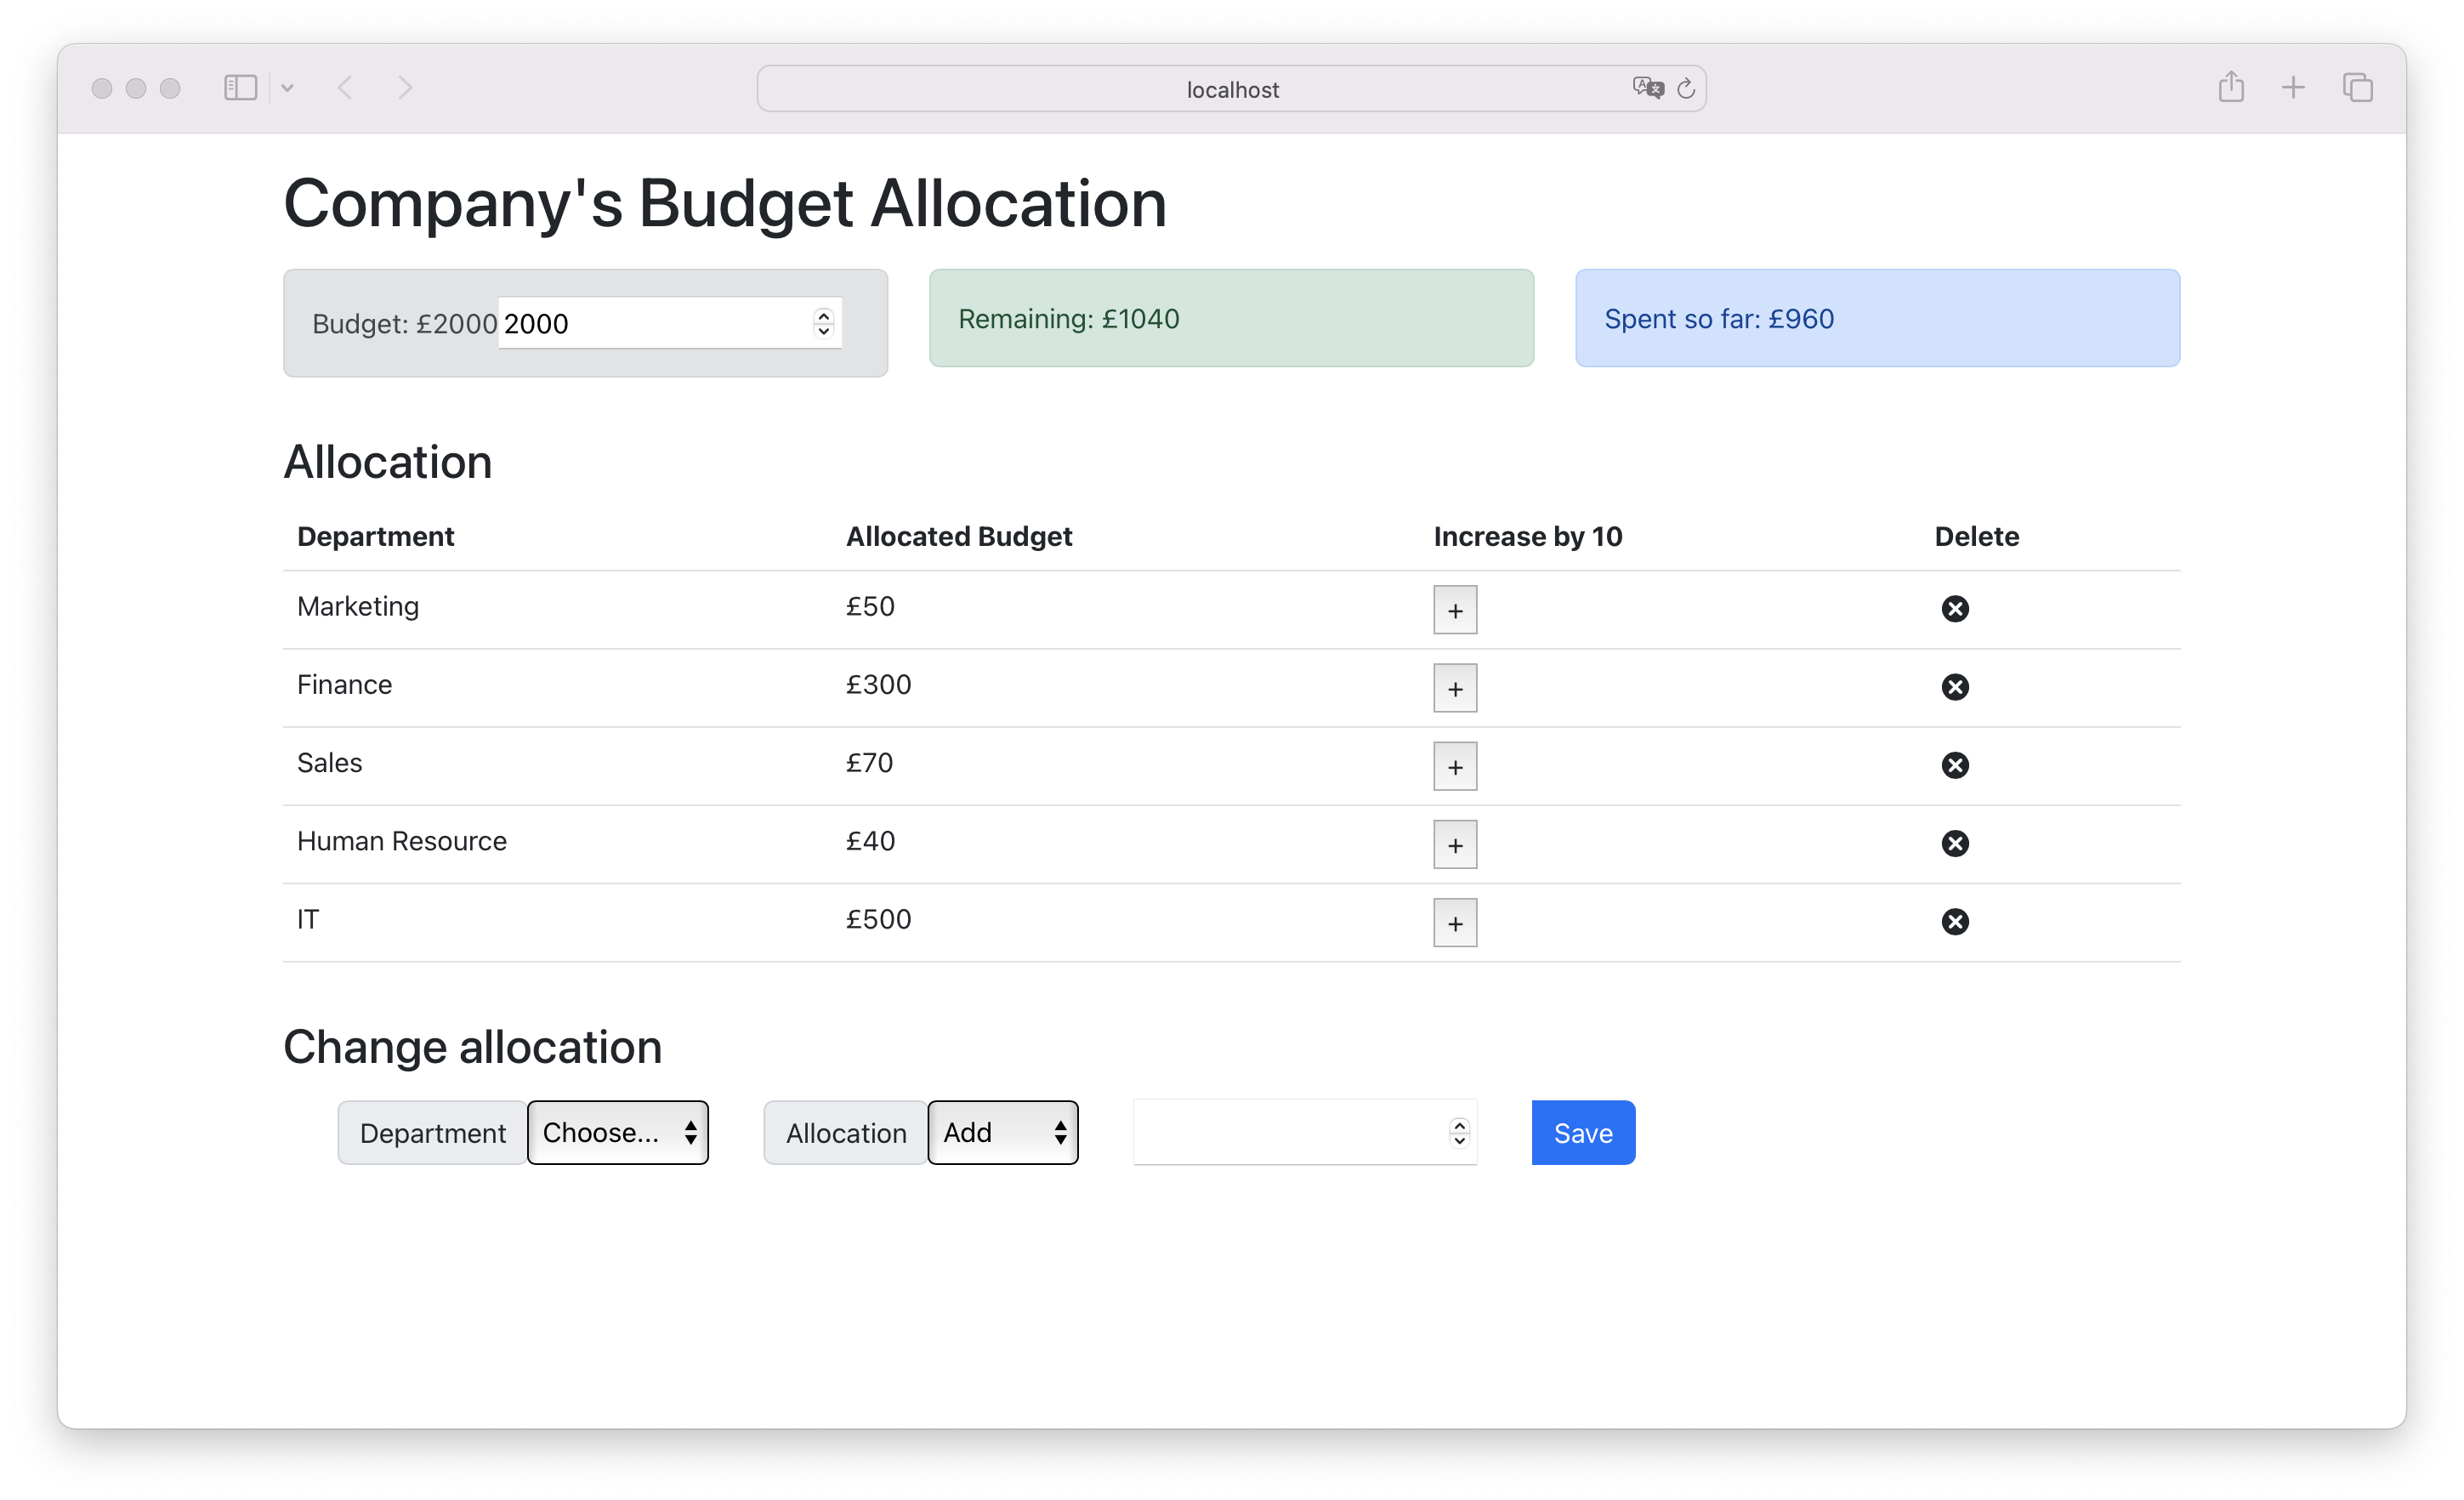 localhost
Company's Budget Allocation
Budget: £2000 2000
Remaining: £1040
Spent so far: £960
Allocation
Department Allocated Budget Increase by 10 Delete
Marketing £50 +
Finance £300 +
Sales £70 +
Human Resource £40 +
IT £500 +
Change allocation
Department Choose... Allocation Add Save